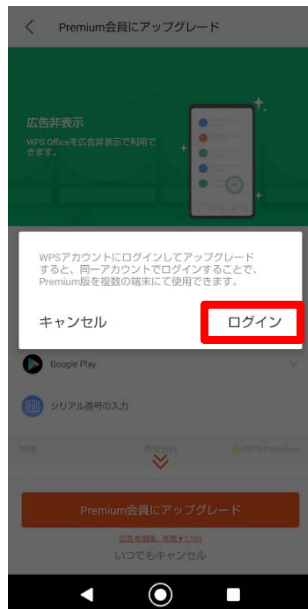 Premium会員にアップグレード
広告非表示
WPS Officeを広告非表示で利用で
きます。
WPSアカウントにログインしてアップグレード
すると、同一アカウントでログインすることで、
Premium版を複数の端末にて使用できます。
キャンセル
ログイン
Google Play
シリアル番号の入力
WPS Premium
Premium会員にアップグレード
いつでもキャンセル